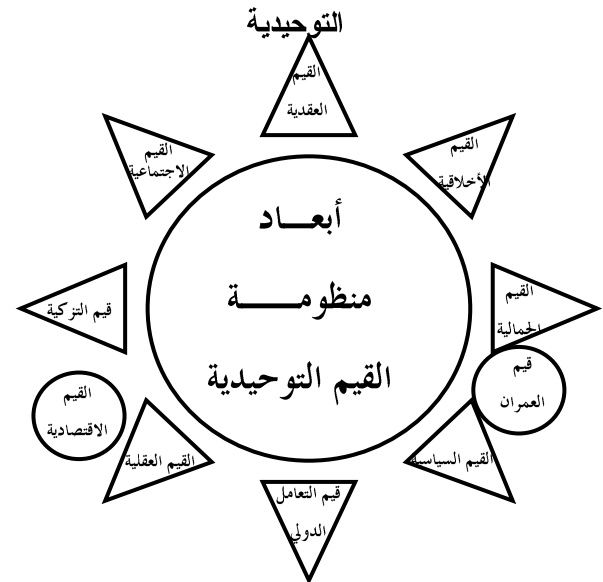 التوحيدية
القيم
العقدية
القيم
الأخلاقية
القيم
الاجتماعية
أبعـــاد
منظومـــــــة
القيم التوحيدية
القيم
الجمالية
قيم التزكية
قيم
العمران
القيم
الاقتصادية
القيم السياسية
القيم العقلية
قيم التعامل
الدولي